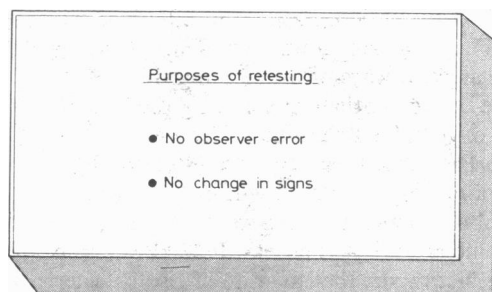 Purposes of retesting
● No observer error
● No change in signs